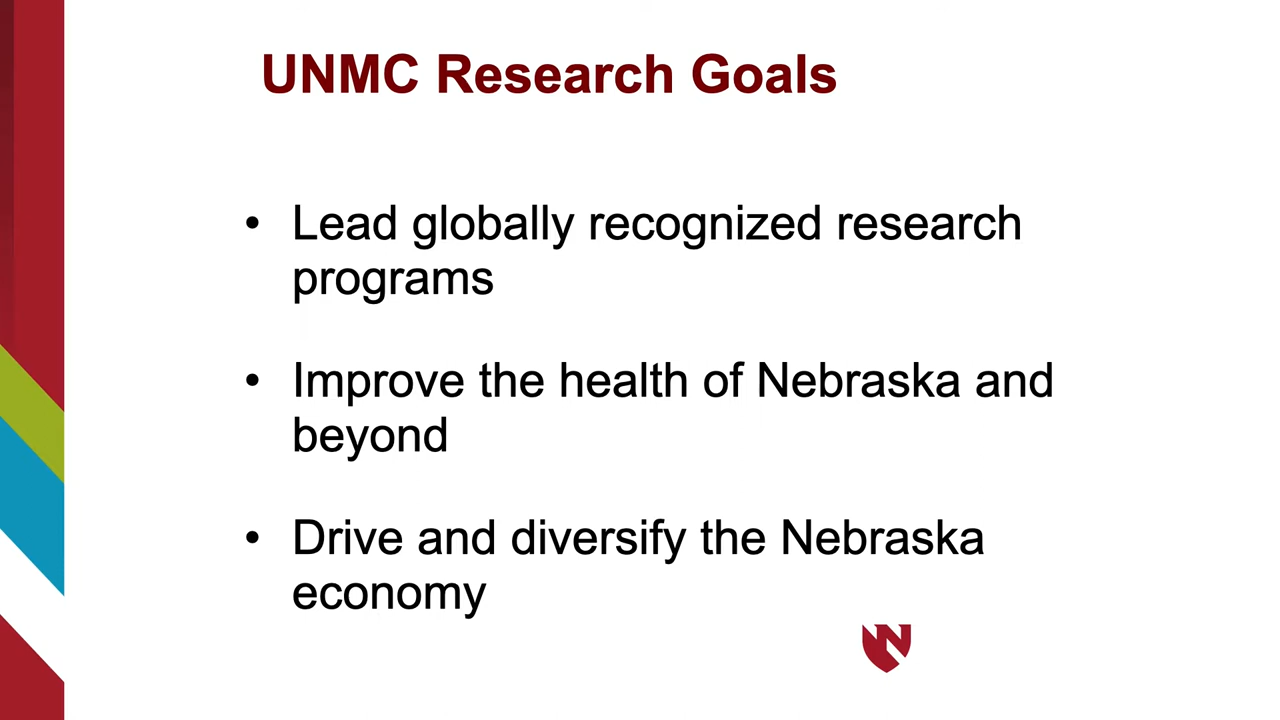 UNMC Research Goals
• Lead globally recognized research
programs
• Improve the health of Nebraska and
beyond
• Drive and diversify the Nebraska
economy